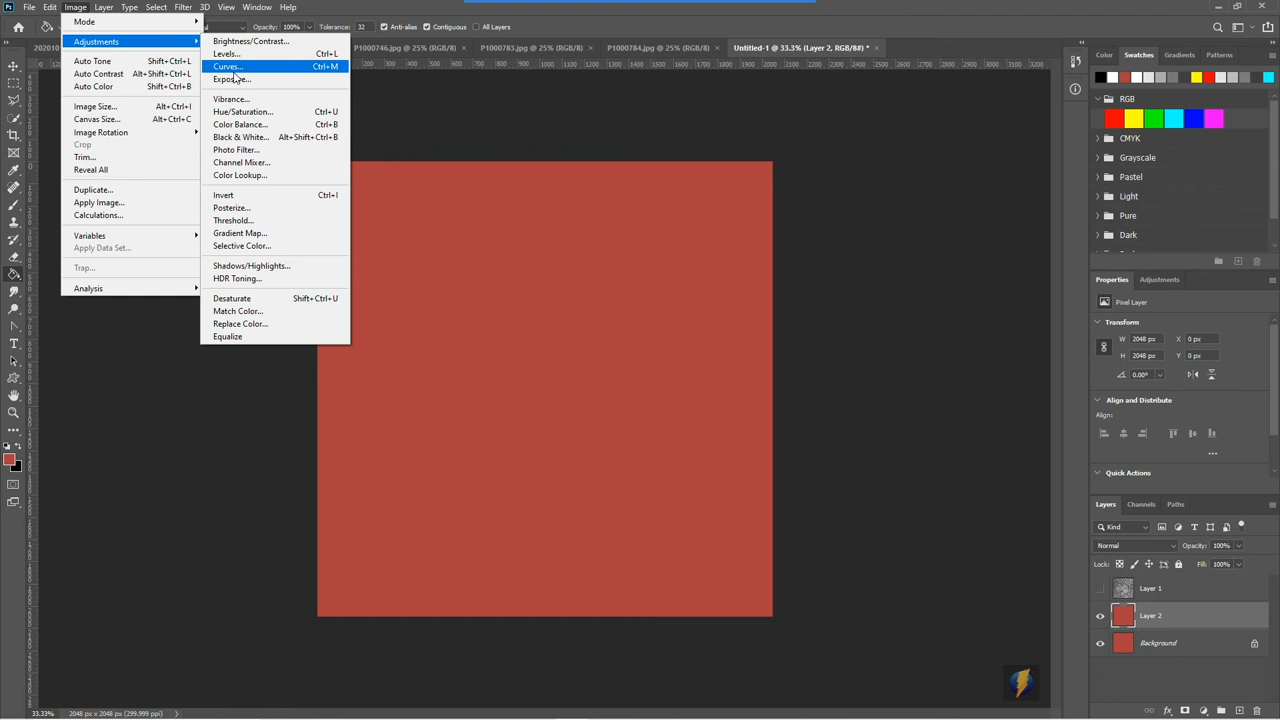 Ps File Edit Image Layer Type Select Filter 3D View Window Help
Opacity: 100% Tolerance: 32 Anti-alias Contiguous All Layers
P1000746.jpg @ 25% (RGB/8) × P1000783.jpg @ 25% (RGB/8) × P1000784.jpg @ 25% (RGB/8) × Untitled-1 @ 33.3% (Layer 2, RGB/8#) * ×
Mode
Adjustments
Auto Tone Shift+Ctrl+L
Auto Contrast Alt+Shift+Ctrl+L
Auto Color Shift+Ctrl+B
Image Size... Alt+Ctrl+I
Canvas Size... Alt+Ctrl+C
Image Rotation
Crop
Trim...
Reveal All
Duplicate...
Apply Image...
Calculations...
Variables
Apply Data Set...
Trap...
Analysis
Brightness/Contrast...
Levels... Ctrl+L
Curves... Ctrl+M
Exposure...
Vibrance...
Hue/Saturation... Ctrl+U
Color Balance... Ctrl+B
Black & White... Alt+Shift+Ctrl+B
Photo Filter...
Channel Mixer...
Color Lookup...
Invert Ctrl+I
Posterize...
Threshold...
Gradient Map...
Selective Color...
Shadows/Highlights...
HDR Toning...
Desaturate Shift+Ctrl+U
Match Color...
Replace Color...
Equalize
Color Swatches Gradients Patterns
RGB
CMYK
Grayscale
Pastel
Light
Pure
Dark
Properties Adjustments
Pixel Layer
Transform
W 2048 px X 0 px
H 2048 px Y 0 px
0.00°
Align and Distribute
Align:
Quick Actions
Layers Channels Paths
Kind
Normal Opacity: 100%
Lock: Fill: 100%
Layer 1
Layer 2
Background
33.33% 2048 px x 2048 px (299.999 ppi)